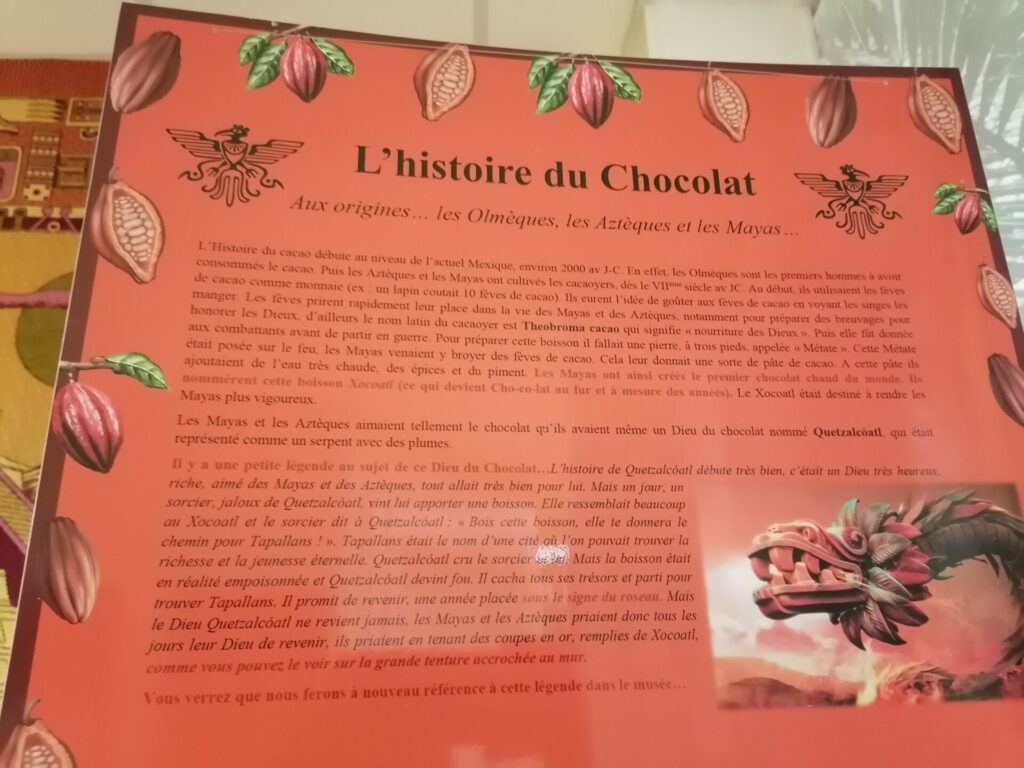 L'histoire du Chocolat
Aux origines… les Olmèques, les Aztèques et les Mayas…
L'Histoire du cacao débute au niveau de l'actuel Mexique, environ 2000 av J-C. En effet, les Olmèques sont les premiers hommes à avoir
consommés le cacao. Puis les Aztèques et les Mayas ont cultivés les cacaoyers, dès le VIIème siècle av JC. Au début, ils utilisaient les fèves
de cacao comme monnaie (ex : un lapin coutait 10 fèves de cacao). Ils eurent l'idée de goûter aux fèves de cacao en voyant les singes les
manger. Les fèves prirent rapidement leur place dans la vie des Mayas et des Aztèques, notamment pour préparer des breuvages pour
honorer les Dieux, d'ailleurs le nom latin du cacaoyer est Theobroma cacao qui signifie « nourriture des Dieux ». Puis elle fût donnée
aux combattants avant de partir en guerre. Pour préparer cette boisson il fallait une pierre, à trois pieds, appelée « Métate ». Cette Métate
était posée sur le feu, les Mayas venaient y broyer des fèves de cacao. Cela leur donnait une sorte de pâte de cacao. A cette pâte ils
ajoutaient de l'eau très chaude, des épices et du piment. Les Mayas ont ainsi créés le premier chocolat chaud du monde. Ils
nommèrent cette boisson Xocoatl (ce qui devient Cho-co-lat au fur et à mesure des années). Le Xocoatl était destiné à rendre les
Mayas plus vigoureux.
Les Mayas et les Aztèques aimaient tellement le chocolat qu'ils avaient même un Dieu du chocolat nommé Quetzalcóatl, qui était
représenté comme un serpent avec des plumes.
Il y a une petite légende au sujet de ce Dieu du Chocolat…L'histoire de Quetzalcóatl débute très bien, c'était un Dieu très heureux,
riche, aimé des Mayas et des Aztèques, tout allait très bien pour lui. Mais un jour, un
sorcier, jaloux de Quetzalcóatl, vint lui apporter une boisson. Elle ressemblait beaucoup
au Xocoatl et le sorcier dit à Quetzalcóatl : « Bois cette boisson, elle te donnera le
chemin pour Tapallans ! ». Tapallans était le nom d'une cité où l'on pouvait trouver la
richesse et la jeunesse éternelle. Quetzalcóatl cru le sorcier Mais la boisson était
en réalité empoisonnée et Quetzalcóatl devint fou. Il cacha tous ses trésors et parti pour
trouver Tapallans. Il promit de revenir, une année placée sous le signe du roseau. Mais
le Dieu Quetzalcóatl ne revient jamais, les Mayas et les Aztèques priaient donc tous les
jours leur Dieu de revenir, ils priaient en tenant des coupes en or, remplies de Xocoatl,
comme vous pouvez le voir sur la grande tenture accrochée au mur.
Vous verrez que nous ferons à nouveau référence à cette légende dans le musée…